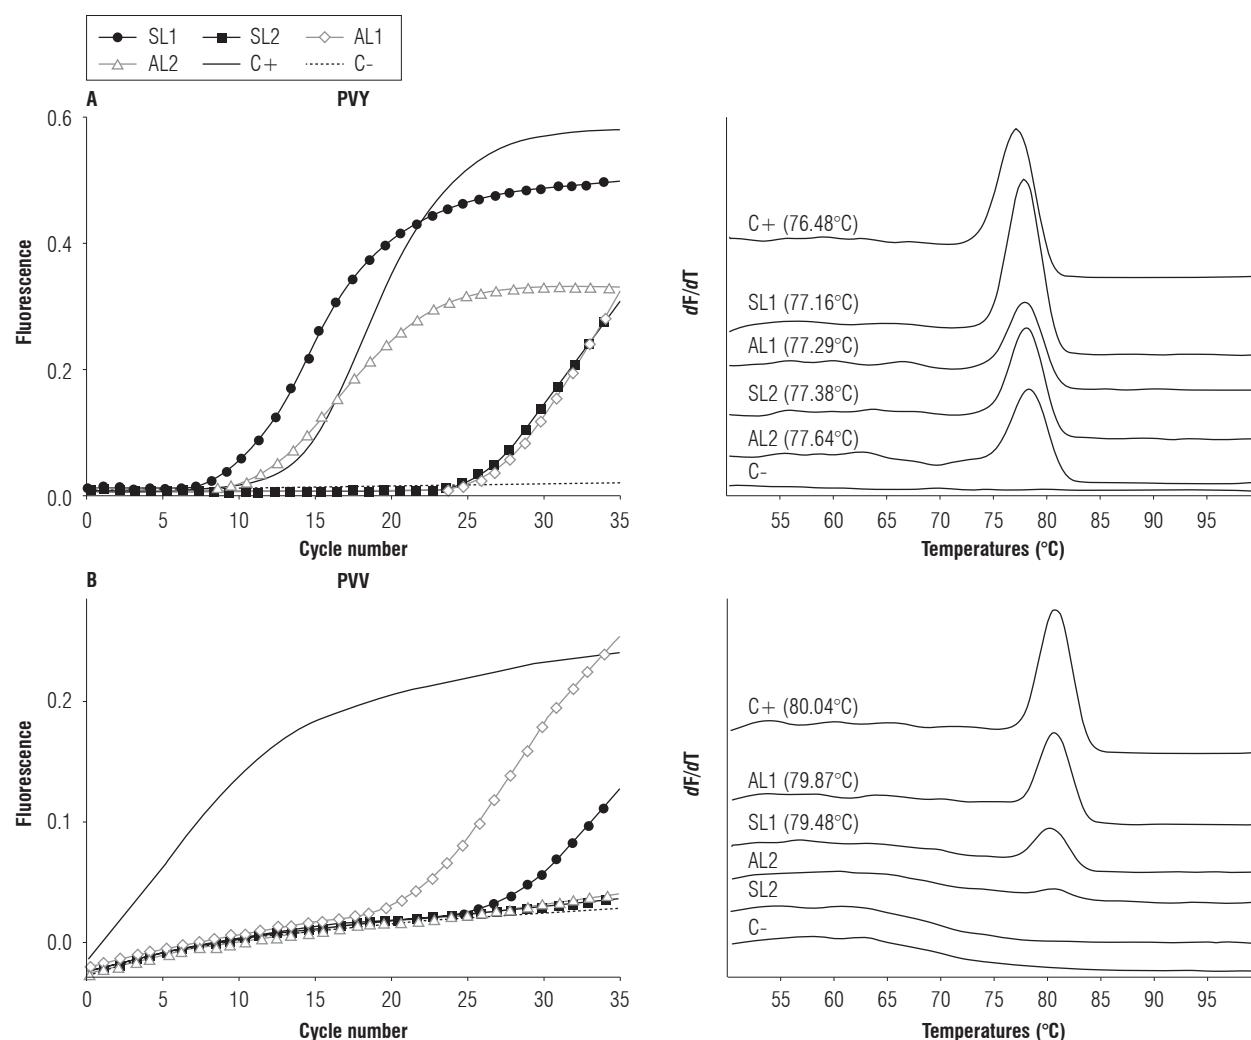 SL1 SL2 AL1
AL2 C+ C-
A PVY
0.6
0.4
0.2
0.0
Fluorescence
0 5 10 15 20 25 30 35
Cycle number
C+ (76.48°C)
SL1 (77.16°C)
AL1 (77.29°C)
SL2 (77.38°C)
AL2 (77.64°C)
C-
dF/dT
55 60 65 70 75 80 85 90 95
Temperatures (°C)
B PVV
0.2
0.1
0.0
Fluorescence
0 5 10 15 20 25 30 35
Cycle number
C+ (80.04°C)
AL1 (79.87°C)
SL1 (79.48°C)
AL2
SL2
C-
dF/dT
55 60 65 70 75 80 85 90 95
Temperatures (°C)